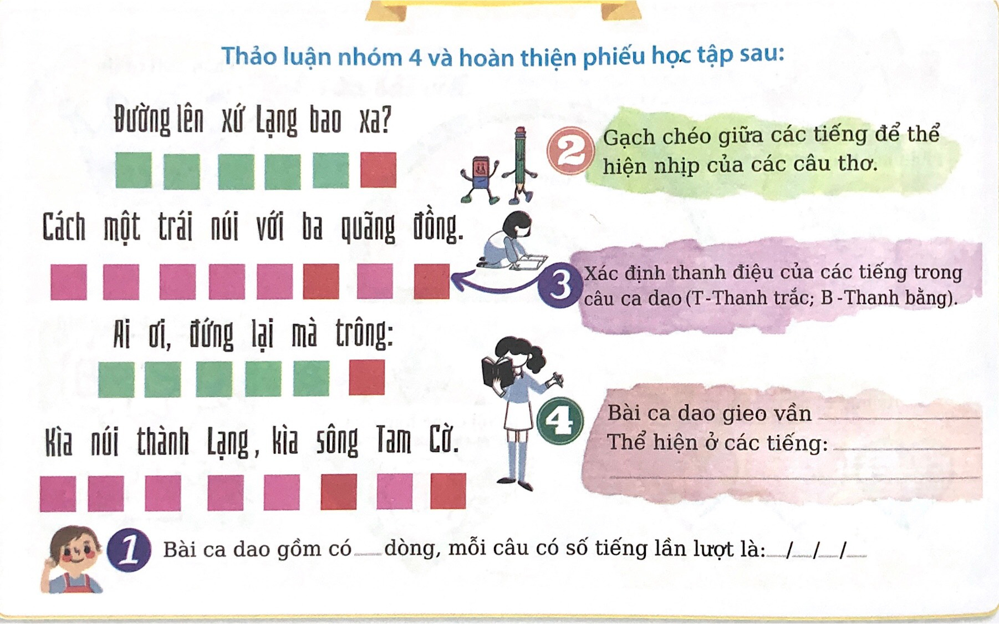 Thảo luận nhóm 4 và hoàn thiện phiếu học tập sau:
Đường lên xứ Lạng bao xa?
Cách một trái núi với ba quãng đồng.
Ai ơi, đứng lại mà trông:
Kìa núi thành Lạng, kìa sông Tam Cờ.
2
Gạch chéo giữa các tiếng để thể
hiện nhịp của các câu thơ.
3
Xác định thanh điệu của các tiếng trong
câu ca dao (T-Thanh trắc; B-Thanh bằng).
4
Bài ca dao gieo vần
Thể hiện ở các tiếng:
1
Bài ca dao gồm có ___ dòng, mỗi câu có số tiếng lần lượt là: ___/___/___/___